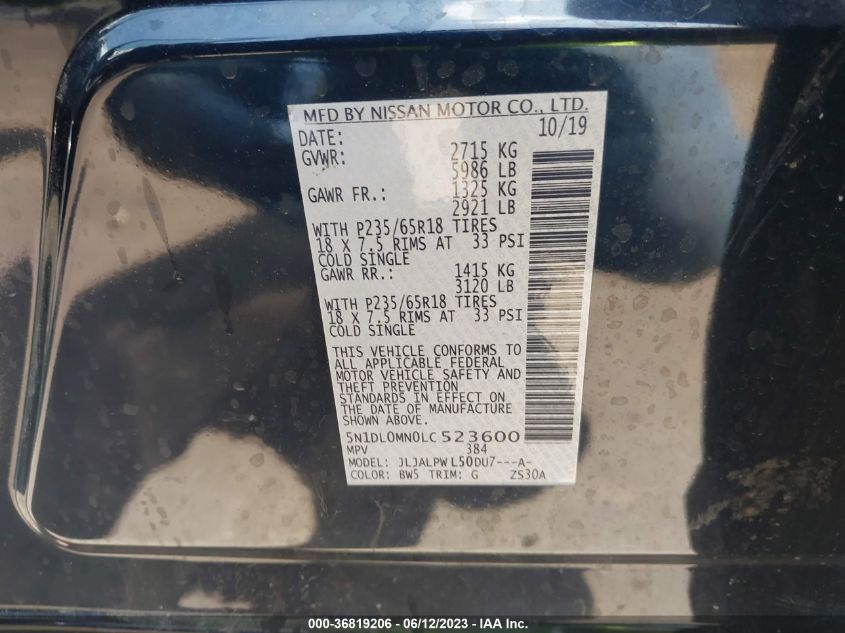 MFD BY NISSAN MOTOR CO., LTD.
DATE: 10/19
GVWR: 2715 KG
5986 LB
GAWR FR.: 1325 KG
2921 LB
WITH P235/65R18 TIRES
18 X 7.5 RIMS AT 33 PSI
COLD SINGLE
GAWR RR.: 1415 KG
3120 LB
WITH P235/65R18 TIRES
18 X 7.5 RIMS AT 33 PSI
COLD SINGLE
THIS VEHICLE CONFORMS TO
ALL APPLICABLE FEDERAL
MOTOR VEHICLE SAFETY AND
THEFT PREVENTION
STANDARDS IN EFFECT ON
THE DATE OF MANUFACTURE
SHOWN ABOVE.
5N1DL0MN0LC 523600
MPV 384
MODEL: JLJALPW L50DU7---A-
COLOR: BW5 TRIM: G ZS30A
000-36819206 - 06/12/2023 - IAA Inc.